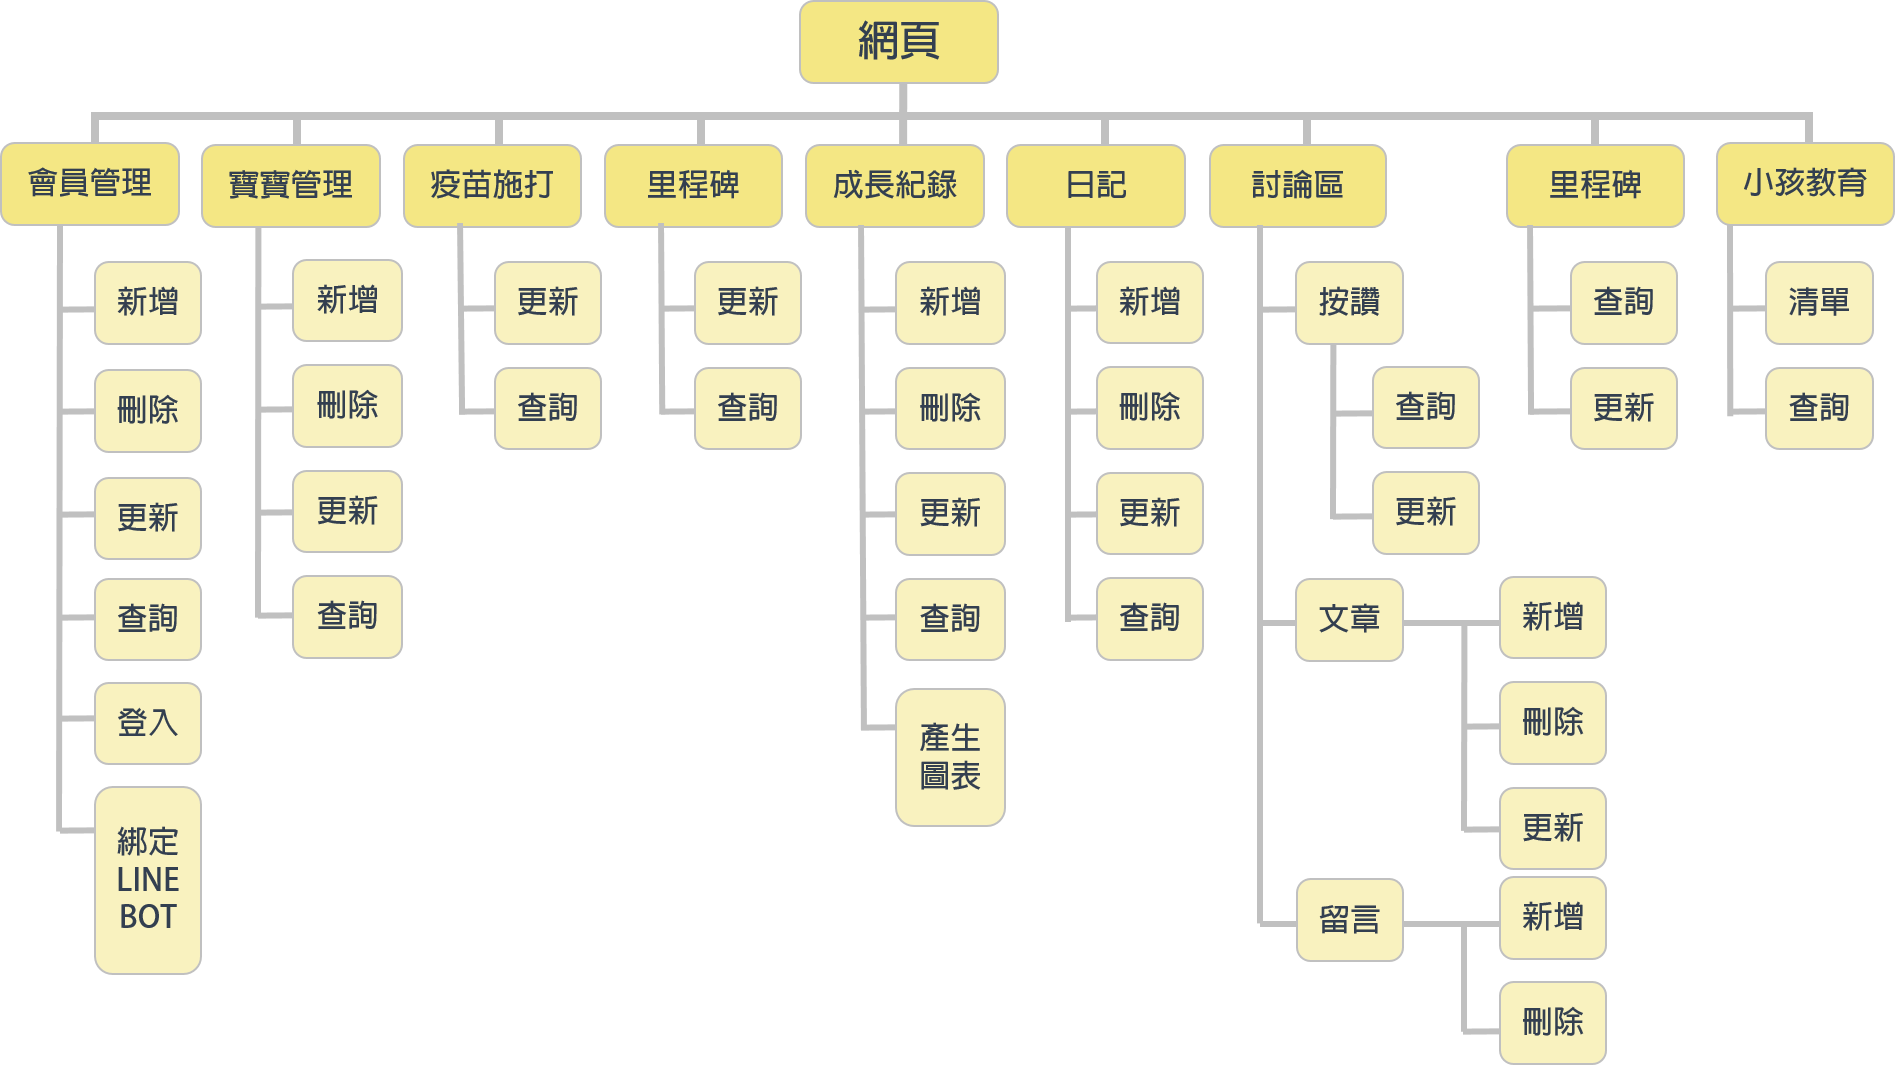 網頁
會員管理
新增
刪除
更新
查詢
登入
綁定
LINE
BOT
寶寶管理
新增
刪除
更新
查詢
疫苗施打
更新
查詢
里程碑
更新
查詢
成長紀錄
新增
刪除
更新
查詢
產生
圖表
日記
新增
刪除
更新
查詢
討論區
按讚
查詢
更新
文章
新增
刪除
更新
留言
新增
刪除
里程碑
查詢
更新
小孩教育
清單
查詢